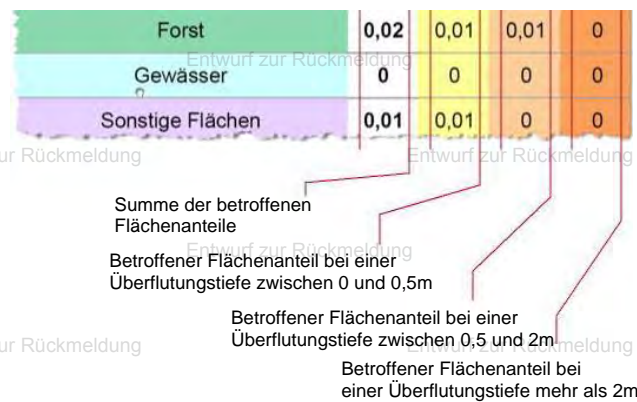 Forst 0,02 0,01 0,01 0
Entwurf zur Rückmeldung
Gewässer 0 0 0 0
Sonstige Flächen 0,01 0,01 0 0
ur Rückmeldung Entwurf zur Rückmeldung
Summe der betroffenen
Flächenanteile
Entwurf zur Rückmeldung
Betroffener Flächenanteil bei einer
Überflutungstiefe zwischen 0 und 0,5m
Betroffener Flächenanteil bei einer
Überflutungstiefe zwischen 0,5 und 2m
ur Rückmeldung Entwurf zur Rückmeldung
Betroffener Flächenanteil bei
einer Überflutungstiefe mehr als 2m